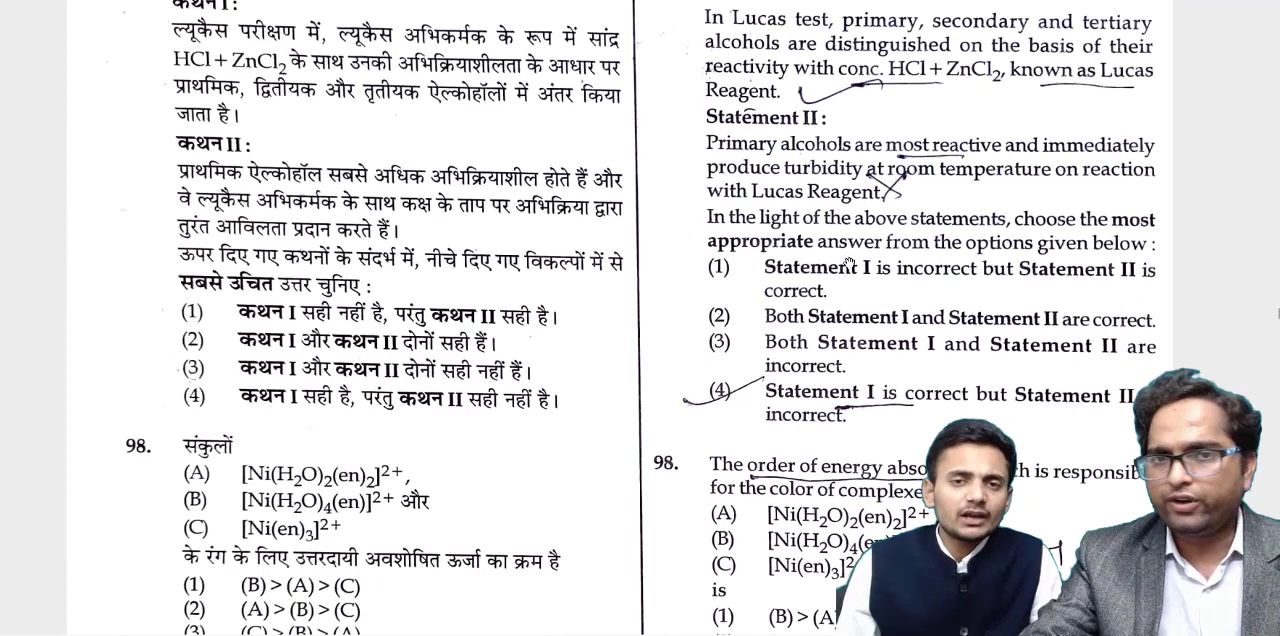 कथन I :
ल्यूकैस परीक्षण में, ल्यूकैस अभिकर्मक के रूप में सांद्र
HCl + ZnCl₂ के साथ उनकी अभिक्रियाशीलता के आधार पर
प्राथमिक, द्वितीयक और तृतीयक ऐल्कोहॉलों में अंतर किया
जाता है।
कथन II :
प्राथमिक ऐल्कोहॉल सबसे अधिक अभिक्रियाशील होते हैं और
वे ल्यूकैस अभिकर्मक के साथ कक्ष के ताप पर अभिक्रिया द्वारा
तुरंत आविलता प्रदान करते हैं।
ऊपर दिए गए कथनों के संदर्भ में, नीचे दिए गए विकल्पों में से
सबसे उचित उत्तर चुनिए :
(1) कथन I सही नहीं है, परंतु कथन II सही है।
(2) कथन I और कथन II दोनों सही हैं।
(3) कथन I और कथन II दोनों सही नहीं हैं।
(4) कथन I सही है, परंतु कथन II सही नहीं है।
98. संकुलों
(A) [Ni(H₂O)₂(en)₂]²⁺,
(B) [Ni(H₂O)₄(en)]²⁺ और
(C) [Ni(en)₃]²⁺
के रंग के लिए उत्तरदायी अवशोषित ऊर्जा का क्रम है
(1) (B) > (A) > (C)
(2) (A) > (B) > (C)
(3) (C) > (B) > (A)
In Lucas test, primary, secondary and tertiary
alcohols are distinguished on the basis of their
reactivity with conc. HCl + ZnCl₂, known as Lucas
Reagent.
Statement II :
Primary alcohols are most reactive and immediately
produce turbidity at room temperature on reaction
with Lucas Reagent.
In the light of the above statements, choose the most
appropriate answer from the options given below :
(1) Statement I is incorrect but Statement II is
correct.
(2) Both Statement I and Statement II are correct.
(3) Both Statement I and Statement II are
incorrect.
(4) Statement I is correct but Statement II
incorrect.
98. The order of energy abso ch is responsib
for the color of complexe
(A) [Ni(H₂O)₂(en)₂]²⁺
(B) [Ni(H₂O)₄(e
(C) [Ni(en)₃]²
is
(1) (B) > (A